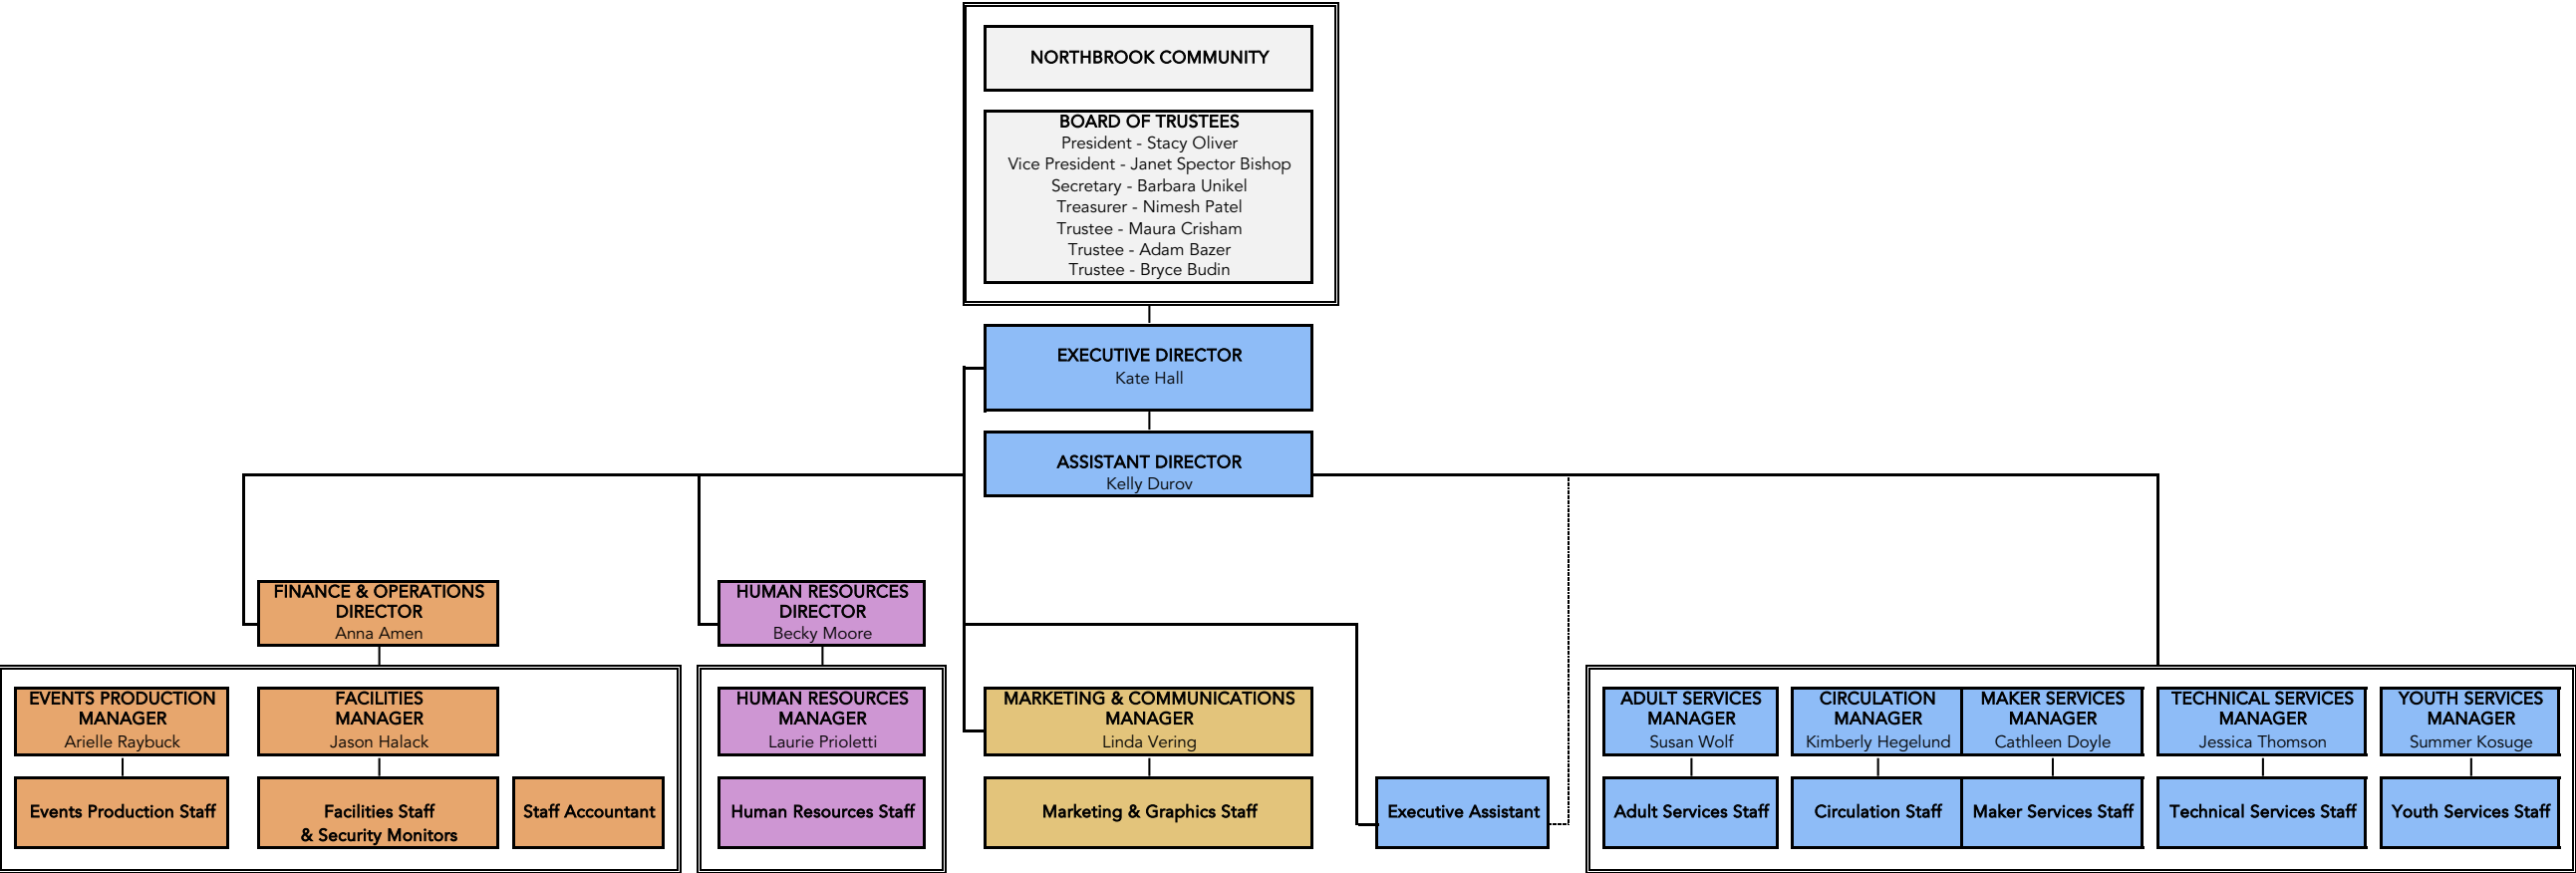 NORTHBROOK COMMUNITY
BOARD OF TRUSTEES
President - Stacy Oliver
Vice President - Janet Spector Bishop
Secretary - Barbara Unikel
Treasurer - Nimesh Patel
Trustee - Maura Crisham
Trustee - Adam Bazer
Trustee - Bryce Budin
EXECUTIVE DIRECTOR
Kate Hall
ASSISTANT DIRECTOR
Kelly Durov
FINANCE & OPERATIONS
DIRECTOR
Anna Amen
HUMAN RESOURCES
DIRECTOR
Becky Moore
EVENTS PRODUCTION
MANAGER
Arielle Raybuck
FACILITIES
MANAGER
Jason Halack
HUMAN RESOURCES
MANAGER
Laurie Prioletti
MARKETING & COMMUNICATIONS
MANAGER
Linda Vering
ADULT SERVICES
MANAGER
Susan Wolf
CIRCULATION
MANAGER
Kimberly Hegelund
MAKER SERVICES
MANAGER
Cathleen Doyle
TECHNICAL SERVICES
MANAGER
Jessica Thomson
YOUTH SERVICES
MANAGER
Summer Kosuge
Events Production Staff
Facilities Staff
& Security Monitors
Staff Accountant
Human Resources Staff
Marketing & Graphics Staff
Executive Assistant
Adult Services Staff
Circulation Staff
Maker Services Staff
Technical Services Staff
Youth Services Staff